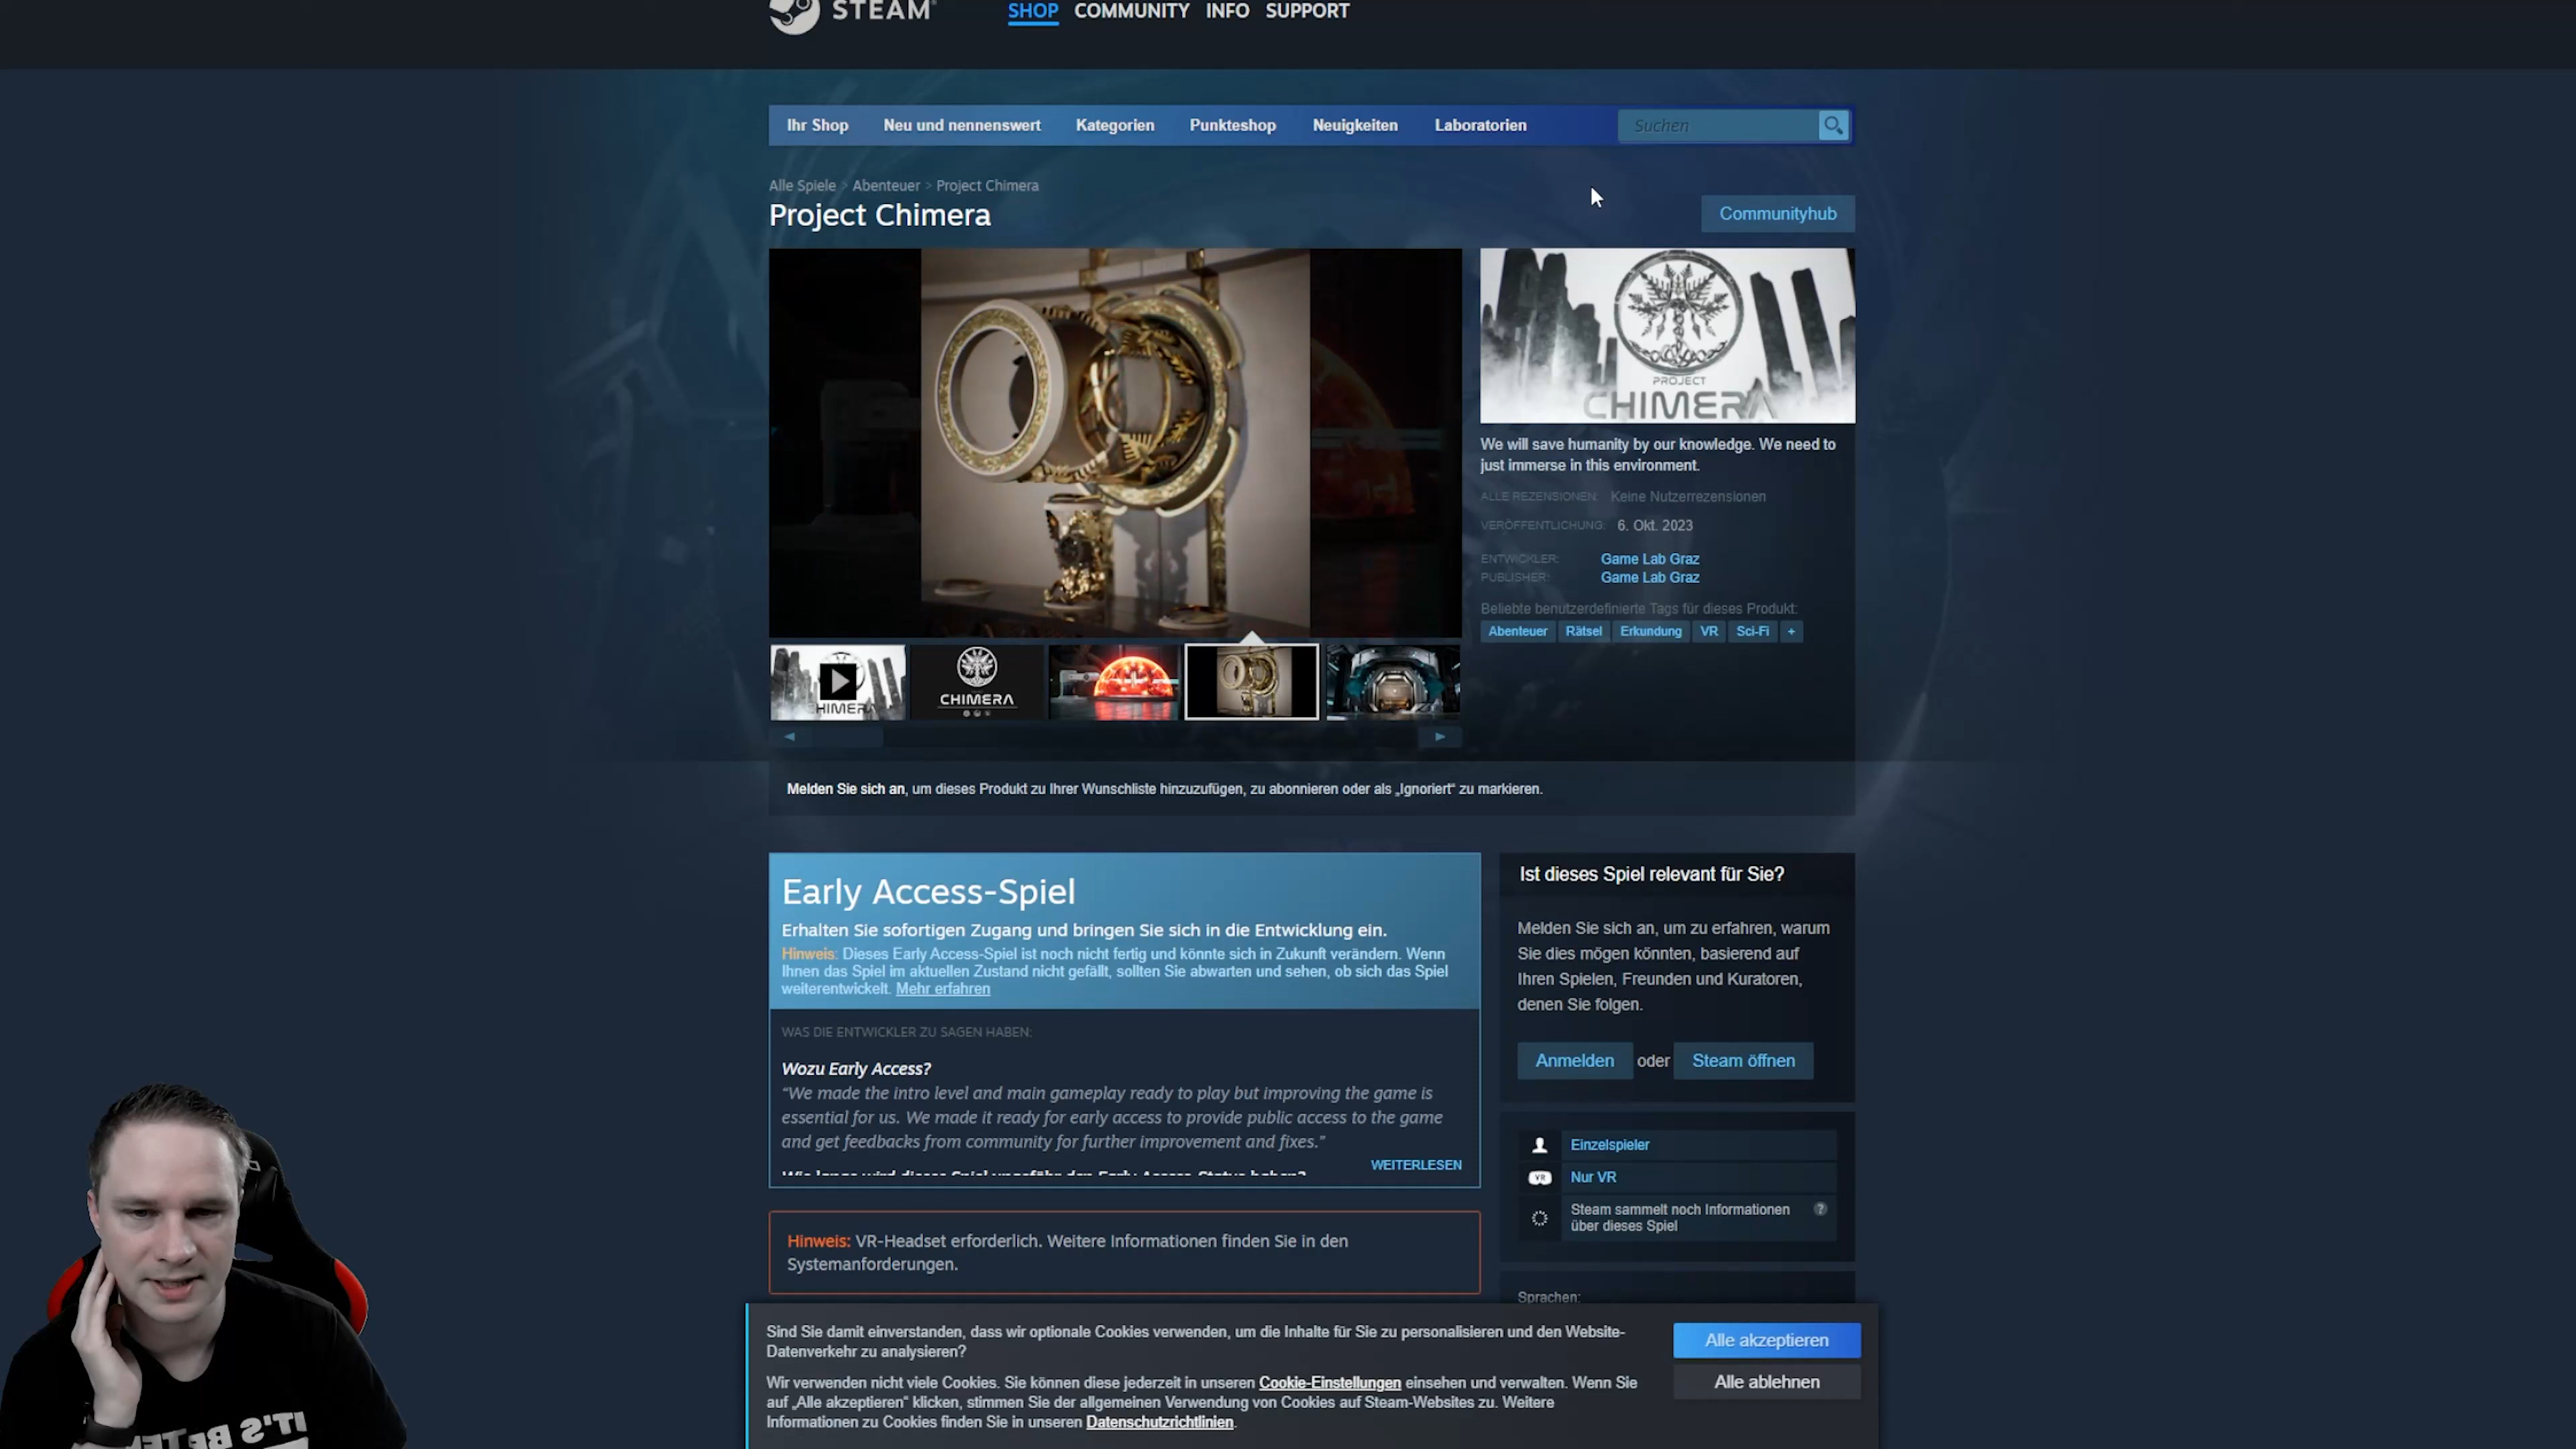 STEAM
SHOP COMMUNITY INFO SUPPORT
Ihr Shop Neu und nennenswert Kategorien Punkteshop Neuigkeiten Laboratorien Suchen
Alle Spiele > Abenteuer > Project Chimera
Project Chimera
Communityhub
PROJECT
CHIMERA
We will save humanity by our knowledge. We need to
just immerse in this environment.
ALLE REZENSIONEN: Keine Nutzerrezensionen
VERÖFFENTLICHUNG: 6. Okt. 2023
ENTWICKLER: Game Lab Graz
PUBLISHER: Game Lab Graz
Beliebte benutzerdefinierte Tags für dieses Produkt:
Abenteuer Rätsel Erkundung VR Sci-Fi +
CHIMERA
CHIMERA
Melden Sie sich an, um dieses Produkt zu Ihrer Wunschliste hinzuzufügen, zu abonnieren oder als „Ignoriert“ zu markieren.
Early Access-Spiel
Erhalten Sie sofortigen Zugang und bringen Sie sich in die Entwicklung ein.
Hinweis: Dieses Early Access-Spiel ist noch nicht fertig und könnte sich in Zukunft verändern. Wenn
Ihnen das Spiel im aktuellen Zustand nicht gefällt, sollten Sie abwarten und sehen, ob sich das Spiel
weiterentwickelt. Mehr erfahren
WAS DIE ENTWICKLER ZU SAGEN HABEN:
Wozu Early Access?
“We made the intro level and main gameplay ready to play but improving the game is
essential for us. We made it ready for early access to provide public access to the game
and get feedbacks from community for further improvement and fixes.”
Wie lange wird dieses Spiel ungefähr den Early Access-Status haben?
WEITERLESEN
Hinweis: VR-Headset erforderlich. Weitere Informationen finden Sie in den
Systemanforderungen.
Ist dieses Spiel relevant für Sie?
Melden Sie sich an, um zu erfahren, warum
Sie dies mögen könnten, basierend auf
Ihren Spielen, Freunden und Kuratoren,
denen Sie folgen.
Anmelden oder Steam öffnen
Einzelspieler
VR Nur VR
Steam sammelt noch Informationen ?
über dieses Spiel
Sprachen:
Sind Sie damit einverstanden, dass wir optionale Cookies verwenden, um die Inhalte für Sie zu personalisieren und den Website-
Datenverkehr zu analysieren?
Wir verwenden nicht viele Cookies. Sie können diese jederzeit in unseren Cookie-Einstellungen einsehen und verwalten. Wenn Sie
auf „Alle akzeptieren“ klicken, stimmen Sie der allgemeinen Verwendung von Cookies auf Steam-Websites zu. Weitere
Informationen zu Cookies finden Sie in unseren Datenschutzrichtlinien.
Alle akzeptieren
Alle ablehnen
IT'S